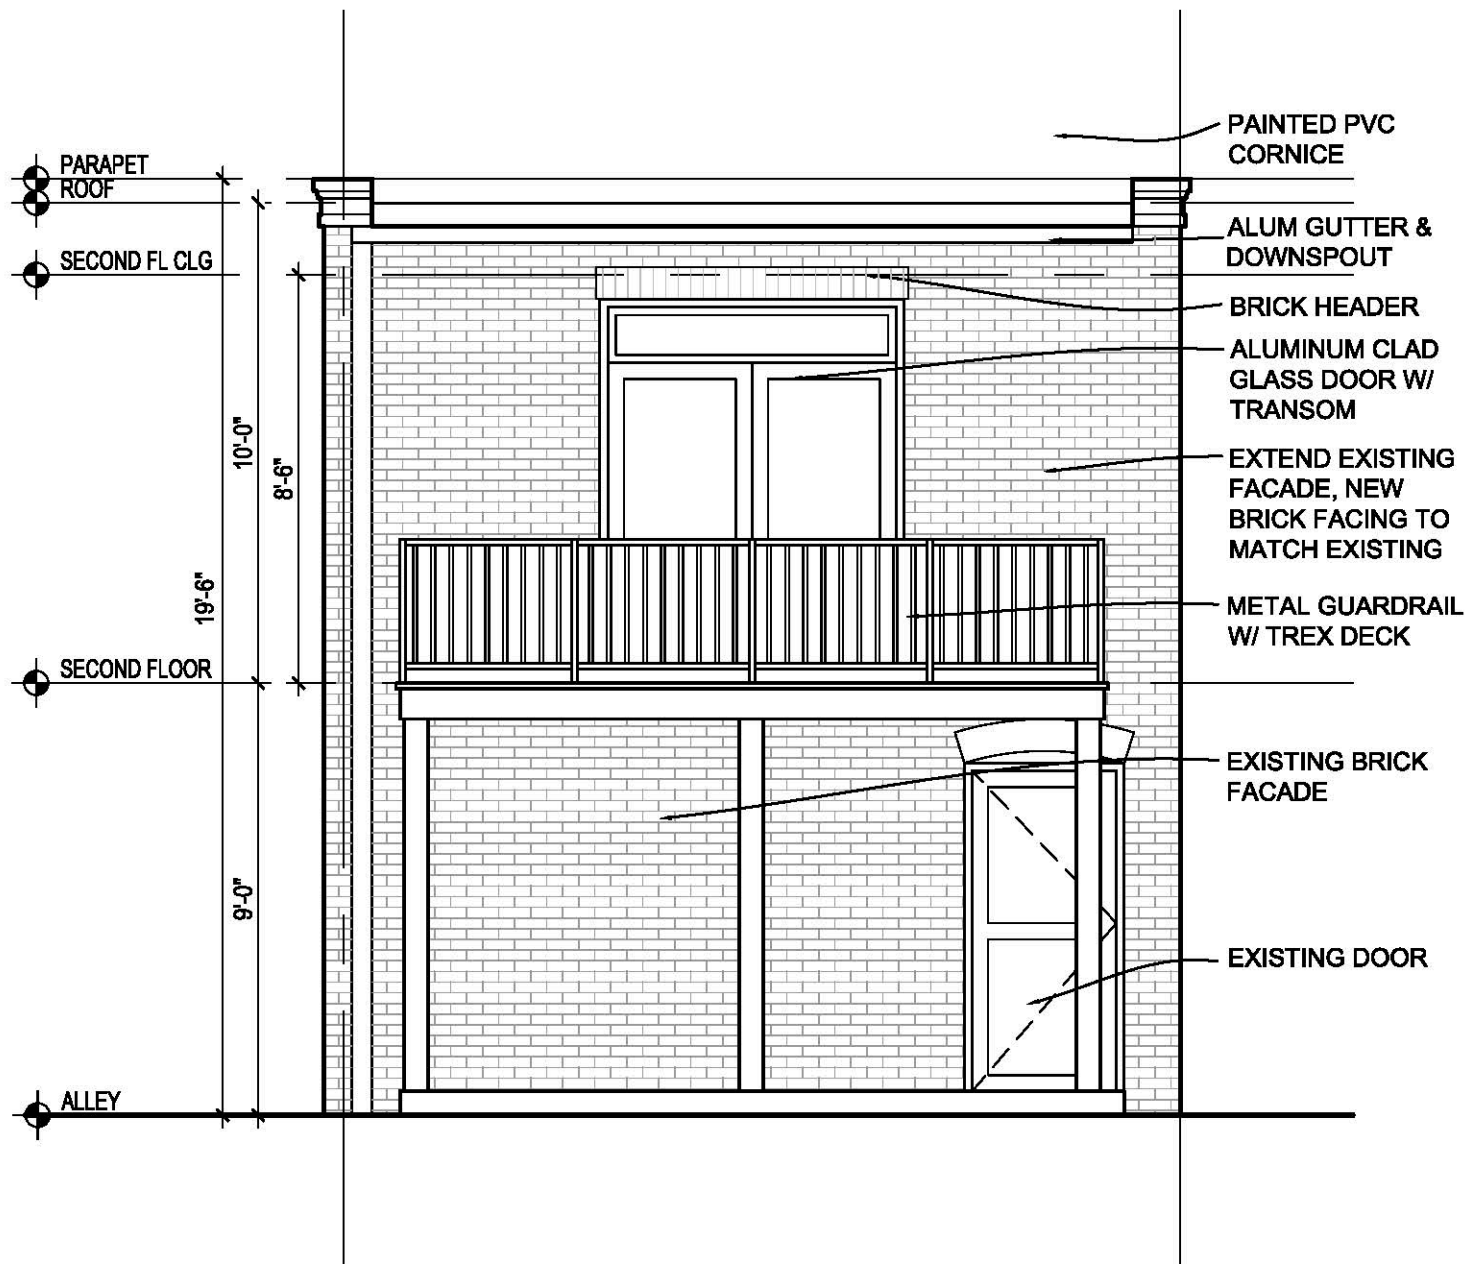 PARAPET
ROOF
SECOND FL CLG
SECOND FLOOR
ALLEY
10'-0"
8'-6"
19'-6"
9'-0"
PAINTED PVC
CORNICE
ALUM GUTTER &
DOWNSPOUT
BRICK HEADER
ALUMINUM CLAD
GLASS DOOR W/
TRANSOM
EXTEND EXISTING
FACADE, NEW
BRICK FACING TO
MATCH EXISTING
METAL GUARDRAIL
W/ TREX DECK
EXISTING BRICK
FACADE
EXISTING DOOR